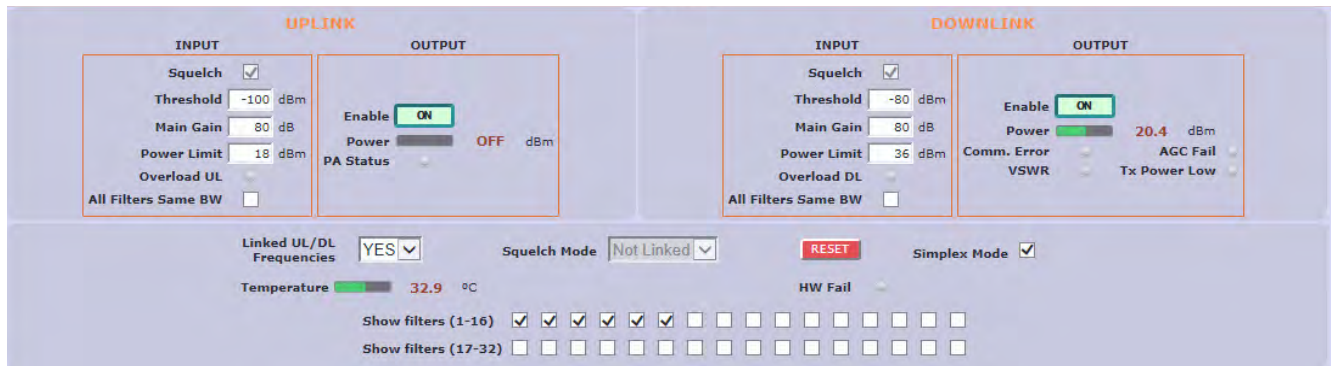 UPLINK
INPUT OUTPUT
Squelch
Threshold -100 dBm
Main Gain 80 dB
Power Limit 18 dBm
Overload UL
All Filters Same BW
Enable ON
Power OFF dBm
PA Status
DOWNLINK
INPUT OUTPUT
Squelch
Threshold -80 dBm
Main Gain 80 dB
Power Limit 36 dBm
Overload DL
All Filters Same BW
Enable ON
Power 20.4 dBm
Comm. Error AGC Fail
VSWR Tx Power Low
Linked UL/DL
Frequencies YES
Squelch Mode Not Linked
RESET
Simplex Mode
Temperature 32.9 ºC
HW Fail
Show filters (1-16)
Show filters (17-32)